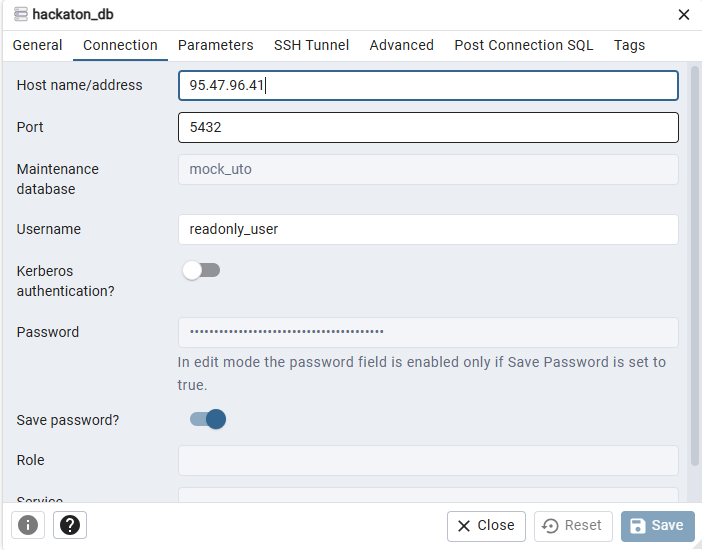 hackaton_db
General Connection Parameters SSH Tunnel Advanced Post Connection SQL Tags
Host name/address 95.47.96.41
Port 5432
Maintenance
database
mock_uto
Username readonly_user
Kerberos
authentication?
Password ••••••••••••••••••••••••••••••••••••••••
In edit mode the password field is enabled only if Save Password is set to
true.
Save password?
Role
Service
Close Reset Save